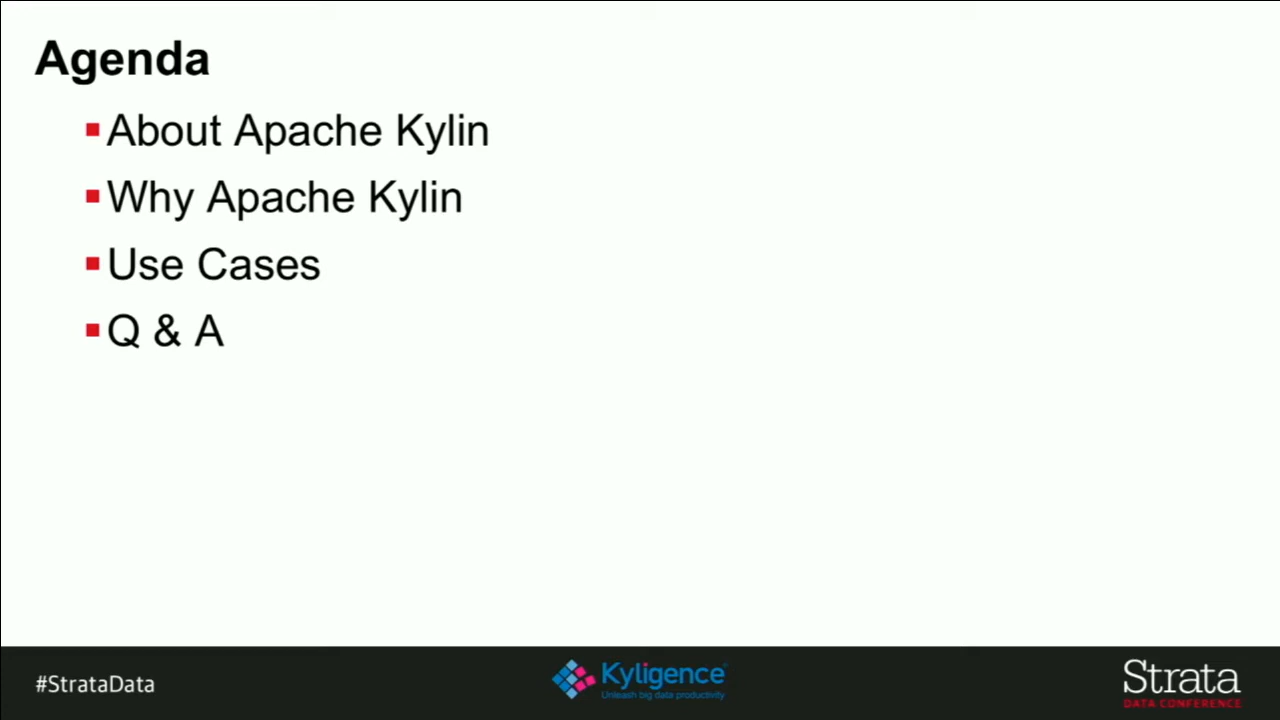 Agenda
About Apache Kylin
Why Apache Kylin
Use Cases
Q & A
#StrataData
Kyligence
Unleash big data productivity
Strata
DATA CONFERENCE